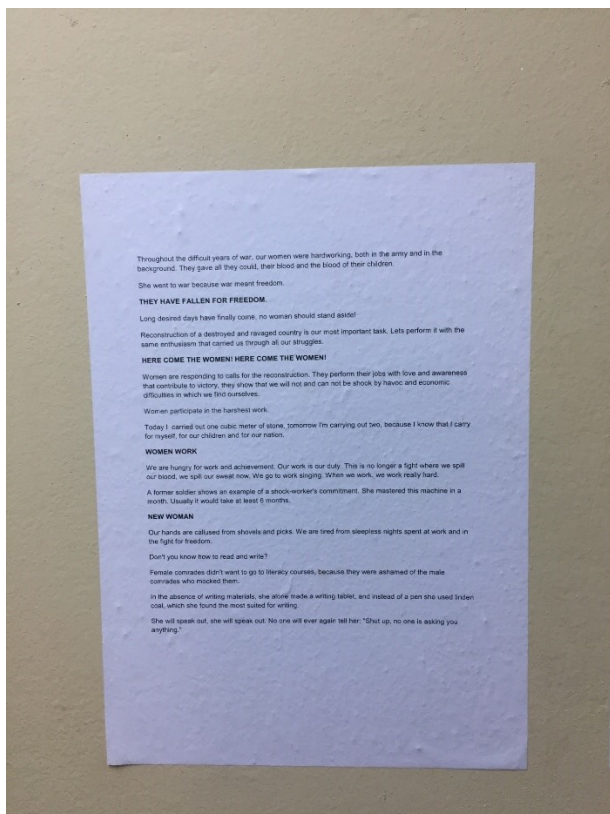 Throughout the difficult years of war, our women were hardworking, both in the army and in the
background. They gave all they could, their blood and the blood of their children.
She went to war because war meant freedom.
THEY HAVE FALLEN FOR FREEDOM.
Long desired days have finally come, no woman should stand aside!
Reconstruction of a destroyed and ravaged country is our most important task. Lets perform it with the
same enthusiasm that carried us through all our struggles.
HERE COME THE WOMEN! HERE COME THE WOMEN!
Women are responding to calls for the reconstruction. They perform their jobs with love and awareness
that contribute to victory, they show that we will not and can not be shook by havoc and economic
difficulties in which we find ourselves.
Women participate in the harshest work.
Today I carried out one cubic meter of stone, tomorrow I'm carrying out two, because I know that I carry
for myself, for our children and for our nation.
WOMEN WORK
We are hungry for work and achievement. Our work is our duty. This is no longer a fight where we spill
our blood, we spill our sweat now. We go to work singing. When we work, we work really hard.
A former soldier shows an example of a shock-worker's commitment. She mastered this machine in a
month. Usually it would take at least 6 months.
NEW WOMAN
Our hands are callused from shovels and picks. We are tired from sleepless nights spent at work and in
the fight for freedom.
Don't you know how to read and write?
Female comrades didn't want to go to literacy courses, because they were ashamed of the male
comrades who mocked them.
In the absence of writing materials, she alone made a writing tablet, and instead of a pen she used linden
coal, which she found the most suited for writing.
She will speak out, she will speak out. No one will ever again tell her: "Shut up, no one is asking you
anything."